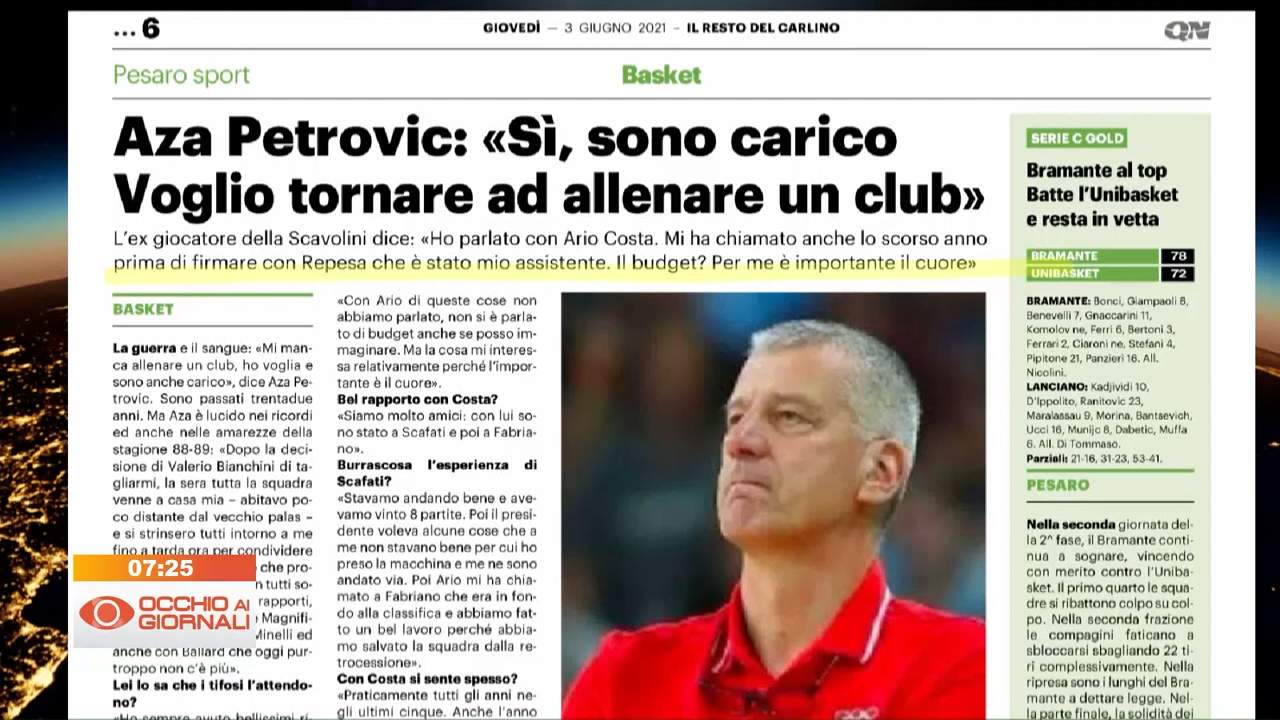 ... 6
GIOVEDÌ — 3 GIUGNO 2021 – IL RESTO DEL CARLINO
QN
Pesaro sport
Basket
Aza Petrovic: «Sì, sono carico
Voglio tornare ad allenare un club»
L'ex giocatore della Scavolini dice: «Ho parlato con Ario Costa. Mi ha chiamato anche lo scorso anno
prima di firmare con Repesa che è stato mio assistente. Il budget? Per me è importante il cuore»
BASKET
La guerra e il sangue: «Mi man-
ca allenare un club, ho voglia e
sono anche carico», dice Aza Pe-
trovic. Sono passati trentadue
anni. Ma Aza è lucido nei ricordi
ed anche nelle amarezze della
stagione 88-89: «Dopo la deci-
sione di Valerio Bianchini di ta-
gliarmi, la sera tutta la squadra
venne a casa mia – abitavo po-
co distante dal vecchio palas –
e si strinsero tutti intorno a me
fino a tarda ora per condividere
che pro-
n tutti so-
rapporti,
Magnifi-
Minelli ed
anche con Ballard che oggi pur-
troppo non c'è più».
Lei lo sa che i tifosi l'attendo-
no?
«Ho sempre avuto bellissimi ri-
«Con Ario di queste cose non
abbiamo parlato, non si è parla-
to di budget anche se posso im-
maginare. Ma la cosa mi interes-
sa relativamente perché l'impor-
tante è il cuore».
Bel rapporto con Costa?
«Siamo molto amici: con lui so-
no stato a Scafati e poi a Fabria-
no».
Burrascosa l'esperienza di
Scafati?
«Stavamo andando bene e ave-
vamo vinto 8 partite. Poi il presi-
dente voleva alcune cose che a
me non stavano bene per cui ho
preso la macchina e me ne sono
andato via. Poi Ario mi ha chia-
mato a Fabriano che era in fon-
do alla classifica e abbiamo fat-
to un bel lavoro perché abbia-
mo salvato la squadra dalla re-
trocessione».
Con Costa si sente spesso?
«Praticamente tutti gli anni ne-
gli ultimi cinque. Anche l'anno
SERIE C GOLD
Bramante al top
Batte l'Unibasket
e resta in vetta
BRAMANTE 78
UNIBASKET 72
BRAMANTE: Bonci, Giampaoli 8,
Benevelli 7, Gnaccarini 11,
Komolov ne, Ferri 6, Bertoni 3,
Ferrari 2, Ciaroni ne, Stefani 4,
Pipitone 21, Panzieri 16. All.
Nicolini.
LANCIANO: Kadjividi 10,
D'Ippolito, Ranitovic 23,
Maralassau 9, Morina, Bantsevich,
Ucci 16, Munijc 8, Dabetic, Muffa
6. All. Di Tommaso.
Parziali: 21-16, 31-23, 53-41.
PESARO
Nella seconda giornata del-
la 2^ fase, il Bramante conti-
nua a sognare, vincendo
con merito contro l'Uniba-
sket. Il primo quarto le squa-
dre si ribattono colpo su col-
po. Nella seconda frazione
le compagini faticano a
sbloccarsi sbagliando 22 ti-
ri complessivamente. Nella
ripresa sono i lunghi del Bra-
mante a dettare legge. Nel-
la parte finale, la solidità dei
07:25
OCCHIO AI
GIORNALI